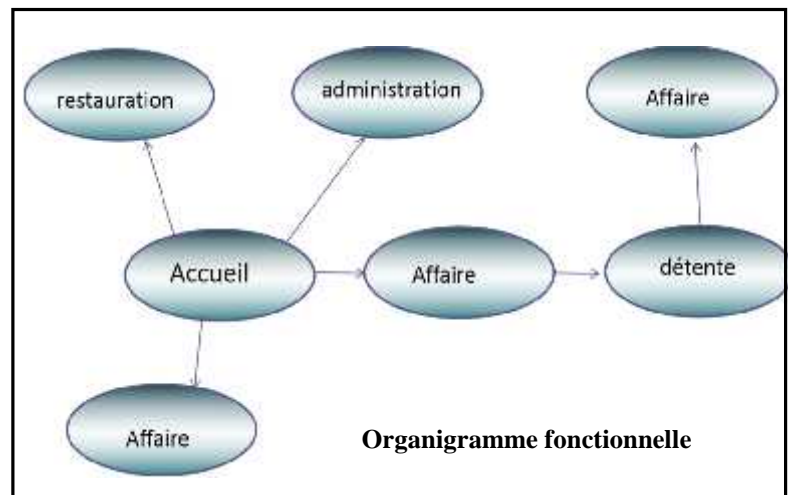 restauration
administration
Affaire
Accueil
Affaire
détente
Affaire
Organigramme fonctionnelle